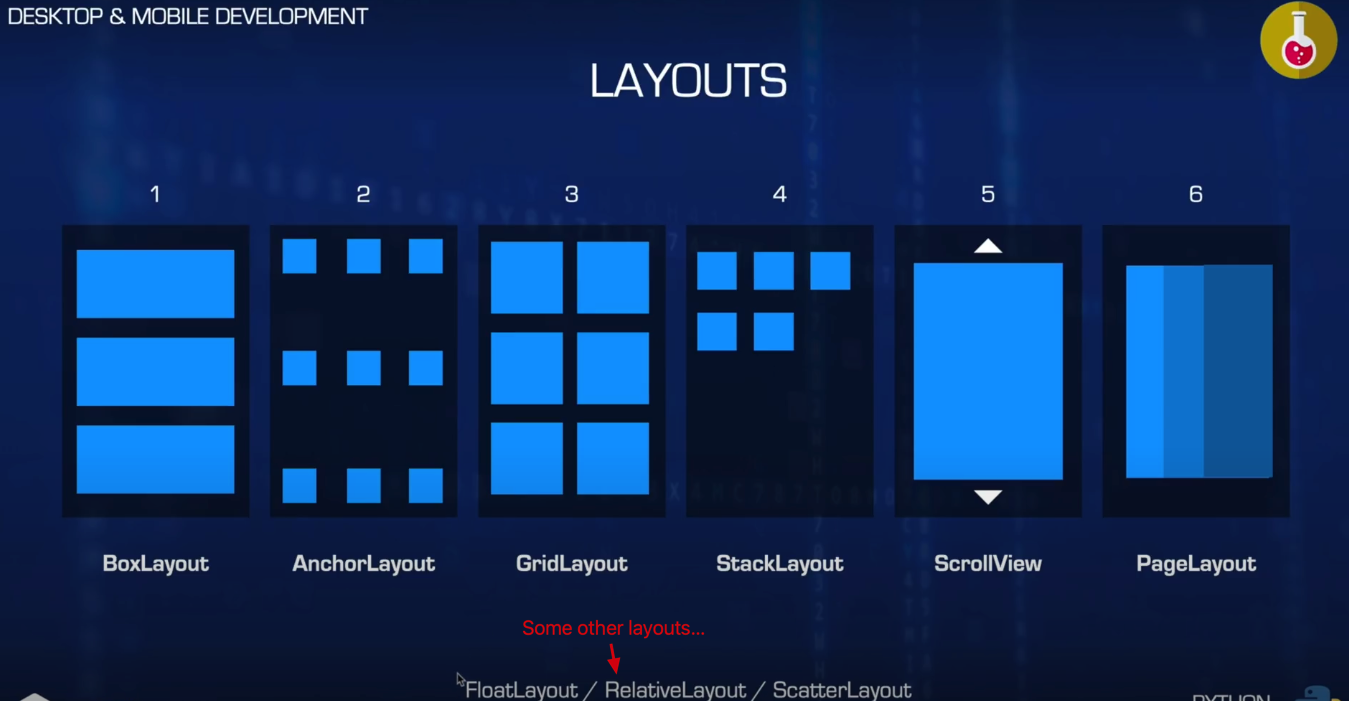 DESKTOP & MOBILE DEVELOPMENT
LAYOUTS
1 2 3 4 5 6
BoxLayout AnchorLayout GridLayout StackLayout ScrollView PageLayout
Some other layouts...
FloatLayout / RelativeLayout / ScatterLayout
PYTHON